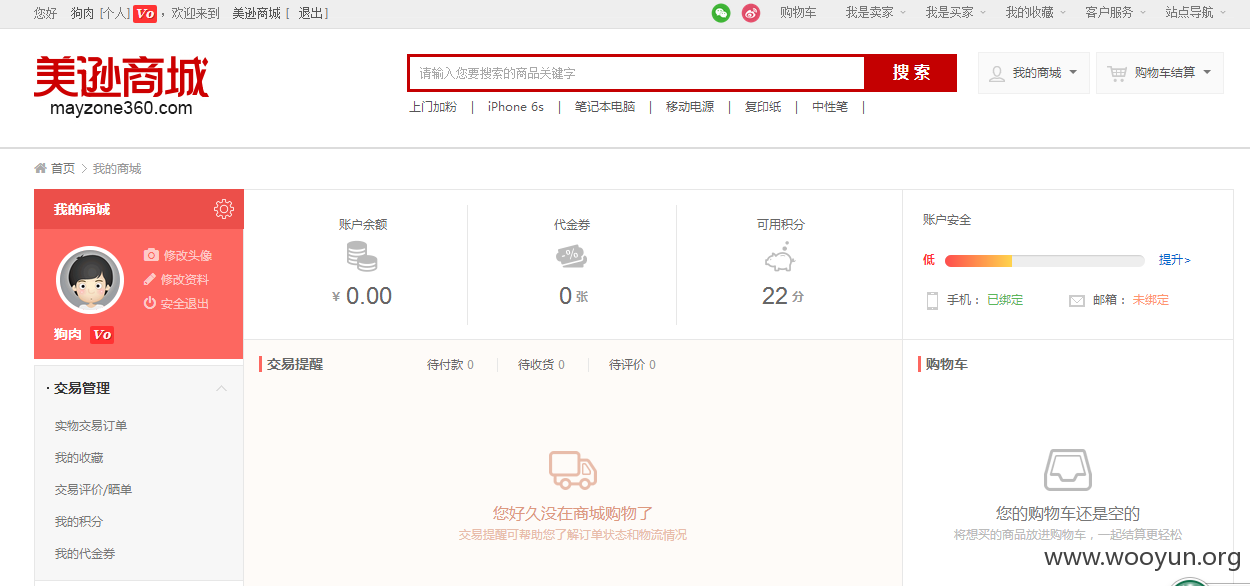 您好 狗肉 [个人] Vo ，欢迎来到 美逊商城 [ 退出 ] 购物车 我是卖家 我是买家 我的收藏 客户服务 站点导航
美逊商城
mayzone360.com
请输入您要搜索的商品关键字 搜索 我的商城 购物车结算
上门加粉 | iPhone 6s | 笔记本电脑 | 移动电源 | 复印纸 | 中性笔 |
首页 > 我的商城
我的商城
修改头像
修改资料
安全退出
狗肉 Vo
账户余额 代金券 可用积分
¥ 0.00 0 张 22 分
账户安全
低 提升>
手机： 已绑定 邮箱： 未绑定
· 交易管理
实物交易订单
我的收藏
交易评价/晒单
我的积分
我的代金券
交易提醒 待付款 0 待收货 0 待评价 0
您好久没在商城购物了
交易提醒可帮助您了解订单状态和物流情况
购物车
您的购物车还是空的
将想买的商品放进购物车，一起结算更轻松
www.wooyun.org